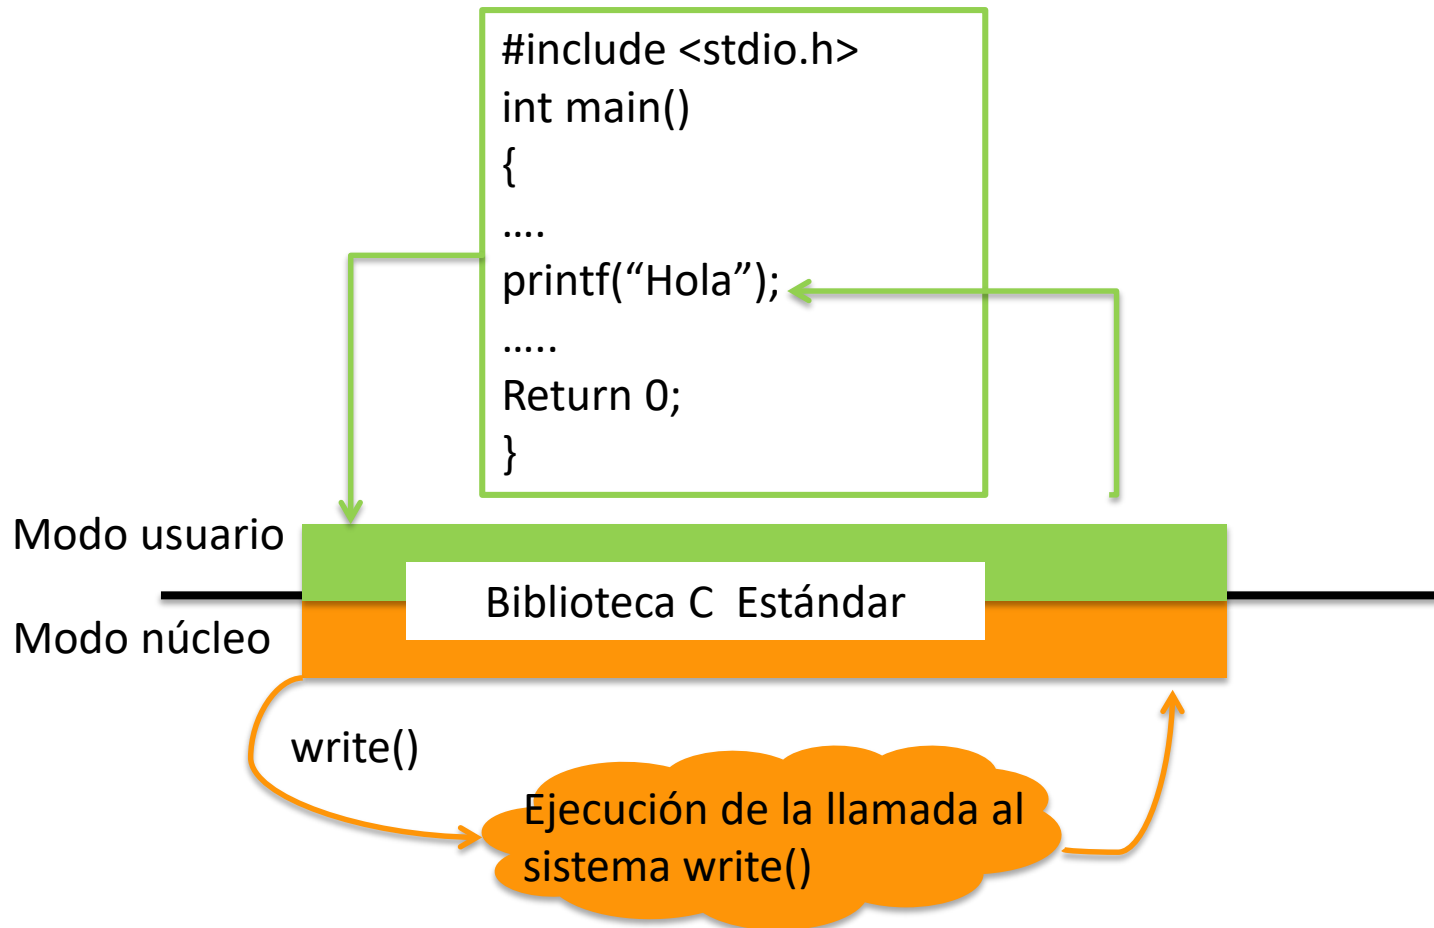 #include <stdio.h>
int main()
{
….
printf(“Hola”);
…..
Return 0;
}
Modo usuario
Biblioteca C  Estándar
Modo núcleo
write()
Ejecución de la llamada al
sistema write()